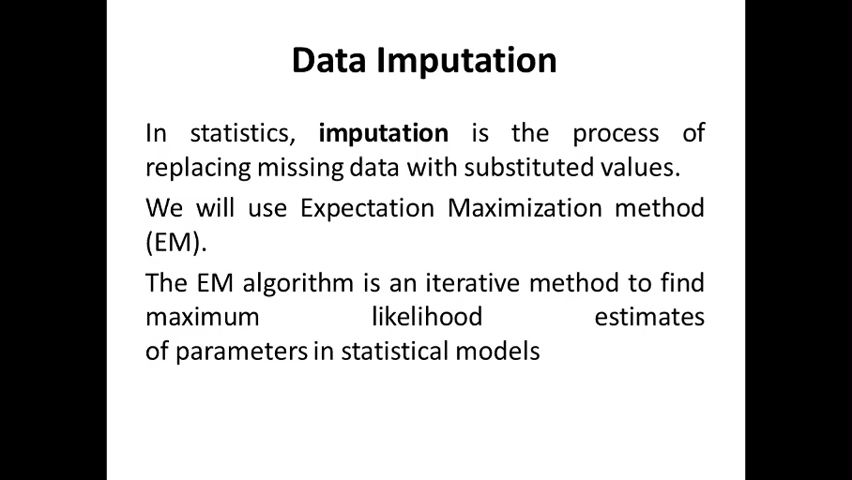 Data Imputation
In statistics, imputation is the process of
replacing missing data with substituted values.
We will use Expectation Maximization method
(EM).
The EM algorithm is an iterative method to find
maximum likelihood estimates
of parameters in statistical models